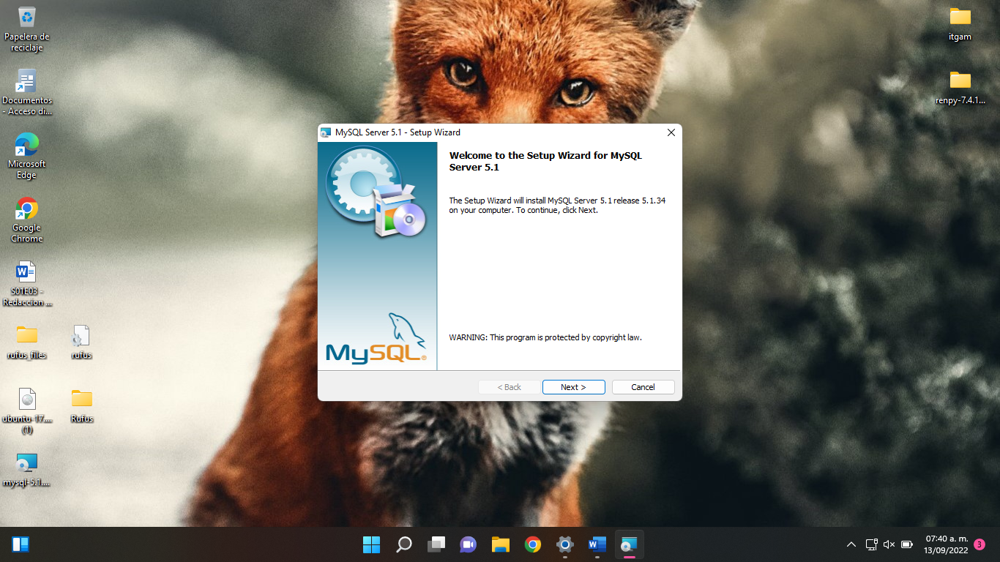 Papelera de
reciclaje
Documentos
- Acceso di...
Microsoft
Edge
Google
Chrome
S01E03 -
Redaccion ...
rufus_files
rufus
ubuntu-17....
(1)
Rufus
mysql-5.1....
itgam
renpy-7.4.1...
MySQL Server 5.1 - Setup Wizard
Welcome to the Setup Wizard for MySQL
Server 5.1
The Setup Wizard will install MySQL Server 5.1 release 5.1.34
on your computer. To continue, click Next.
WARNING: This program is protected by copyright law.
MySQL®
< Back
Next >
Cancel
07:40 a. m.
13/09/2022
3